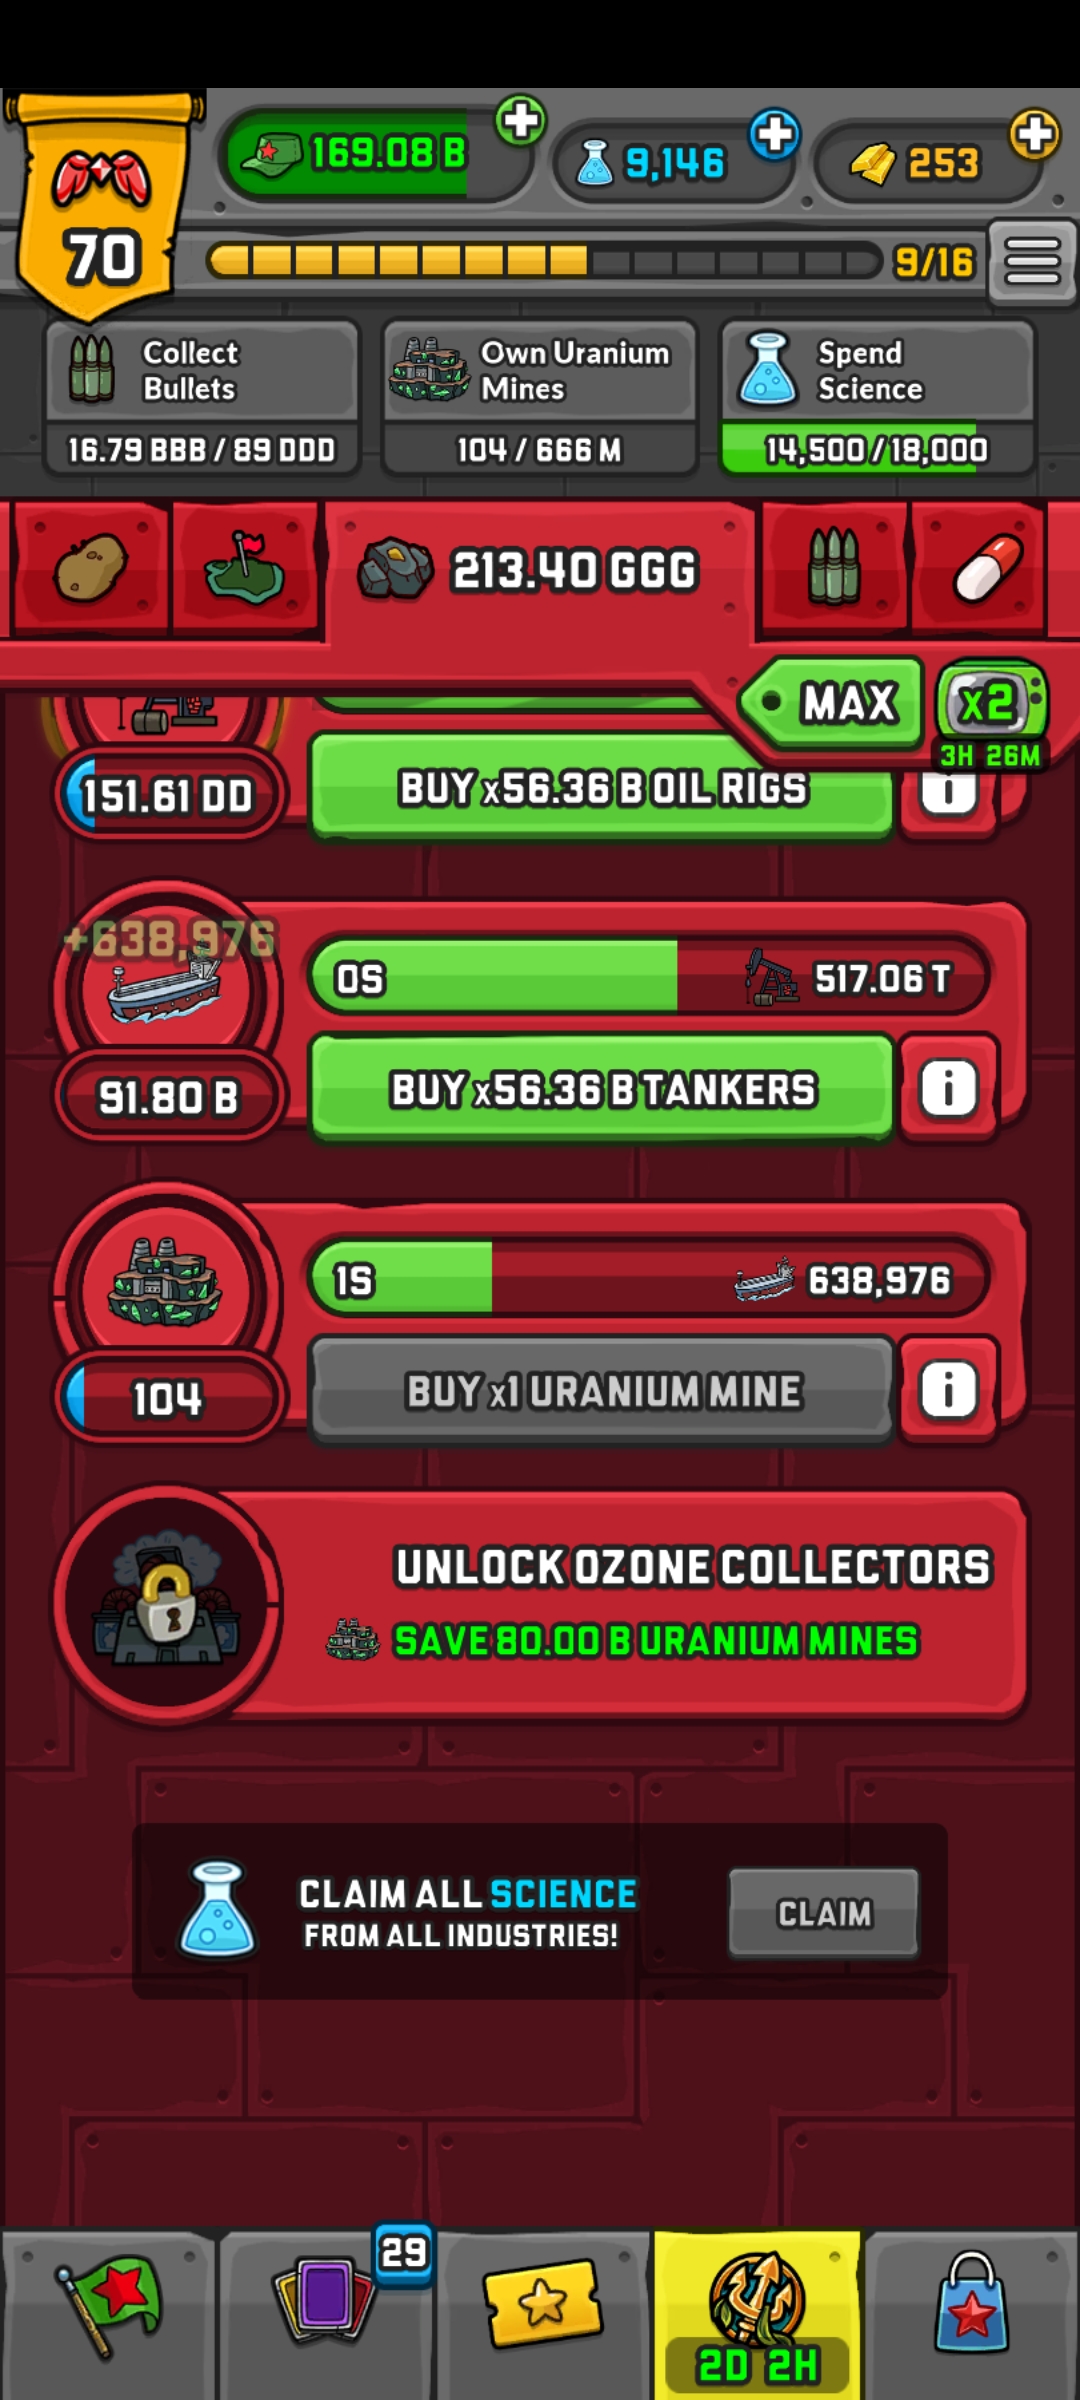 169.08 B
9,146
253
70
9/16
Collect
Bullets
16.79 BBB / 89 DDD
Own Uranium
Mines
104 / 666 M
Spend
Science
14,500/18,000
213.40 GGG
MAX
x2
3H 26M
151.61 DD
BUY x56.36 B OIL RIGS
i
+638,976
0S
517.06 T
91.80 B
BUY x56.36 B TANKERS
i
1S
638,976
104
BUY x1 URANIUM MINE
i
UNLOCK OZONE COLLECTORS
SAVE 80.00 B URANIUM MINES
CLAIM ALL SCIENCE
FROM ALL INDUSTRIES!
CLAIM
29
2D 2H